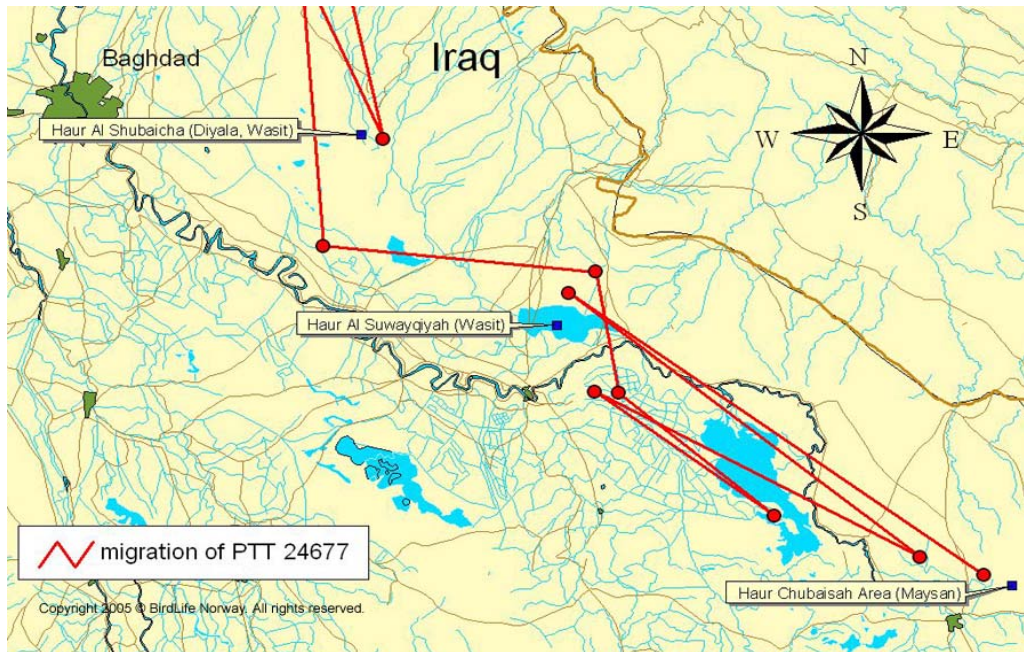 Baghdad
Iraq
N
Haur Al Shubaicha (Diyala, Wasit)
W
E
S
Haur Al Suwayqiyah (Wasit)
migration of PTT 24677
Haur Chubaisah Area (Maysan)
Copyright 2005 © BirdLife Norway. All rights reserved.